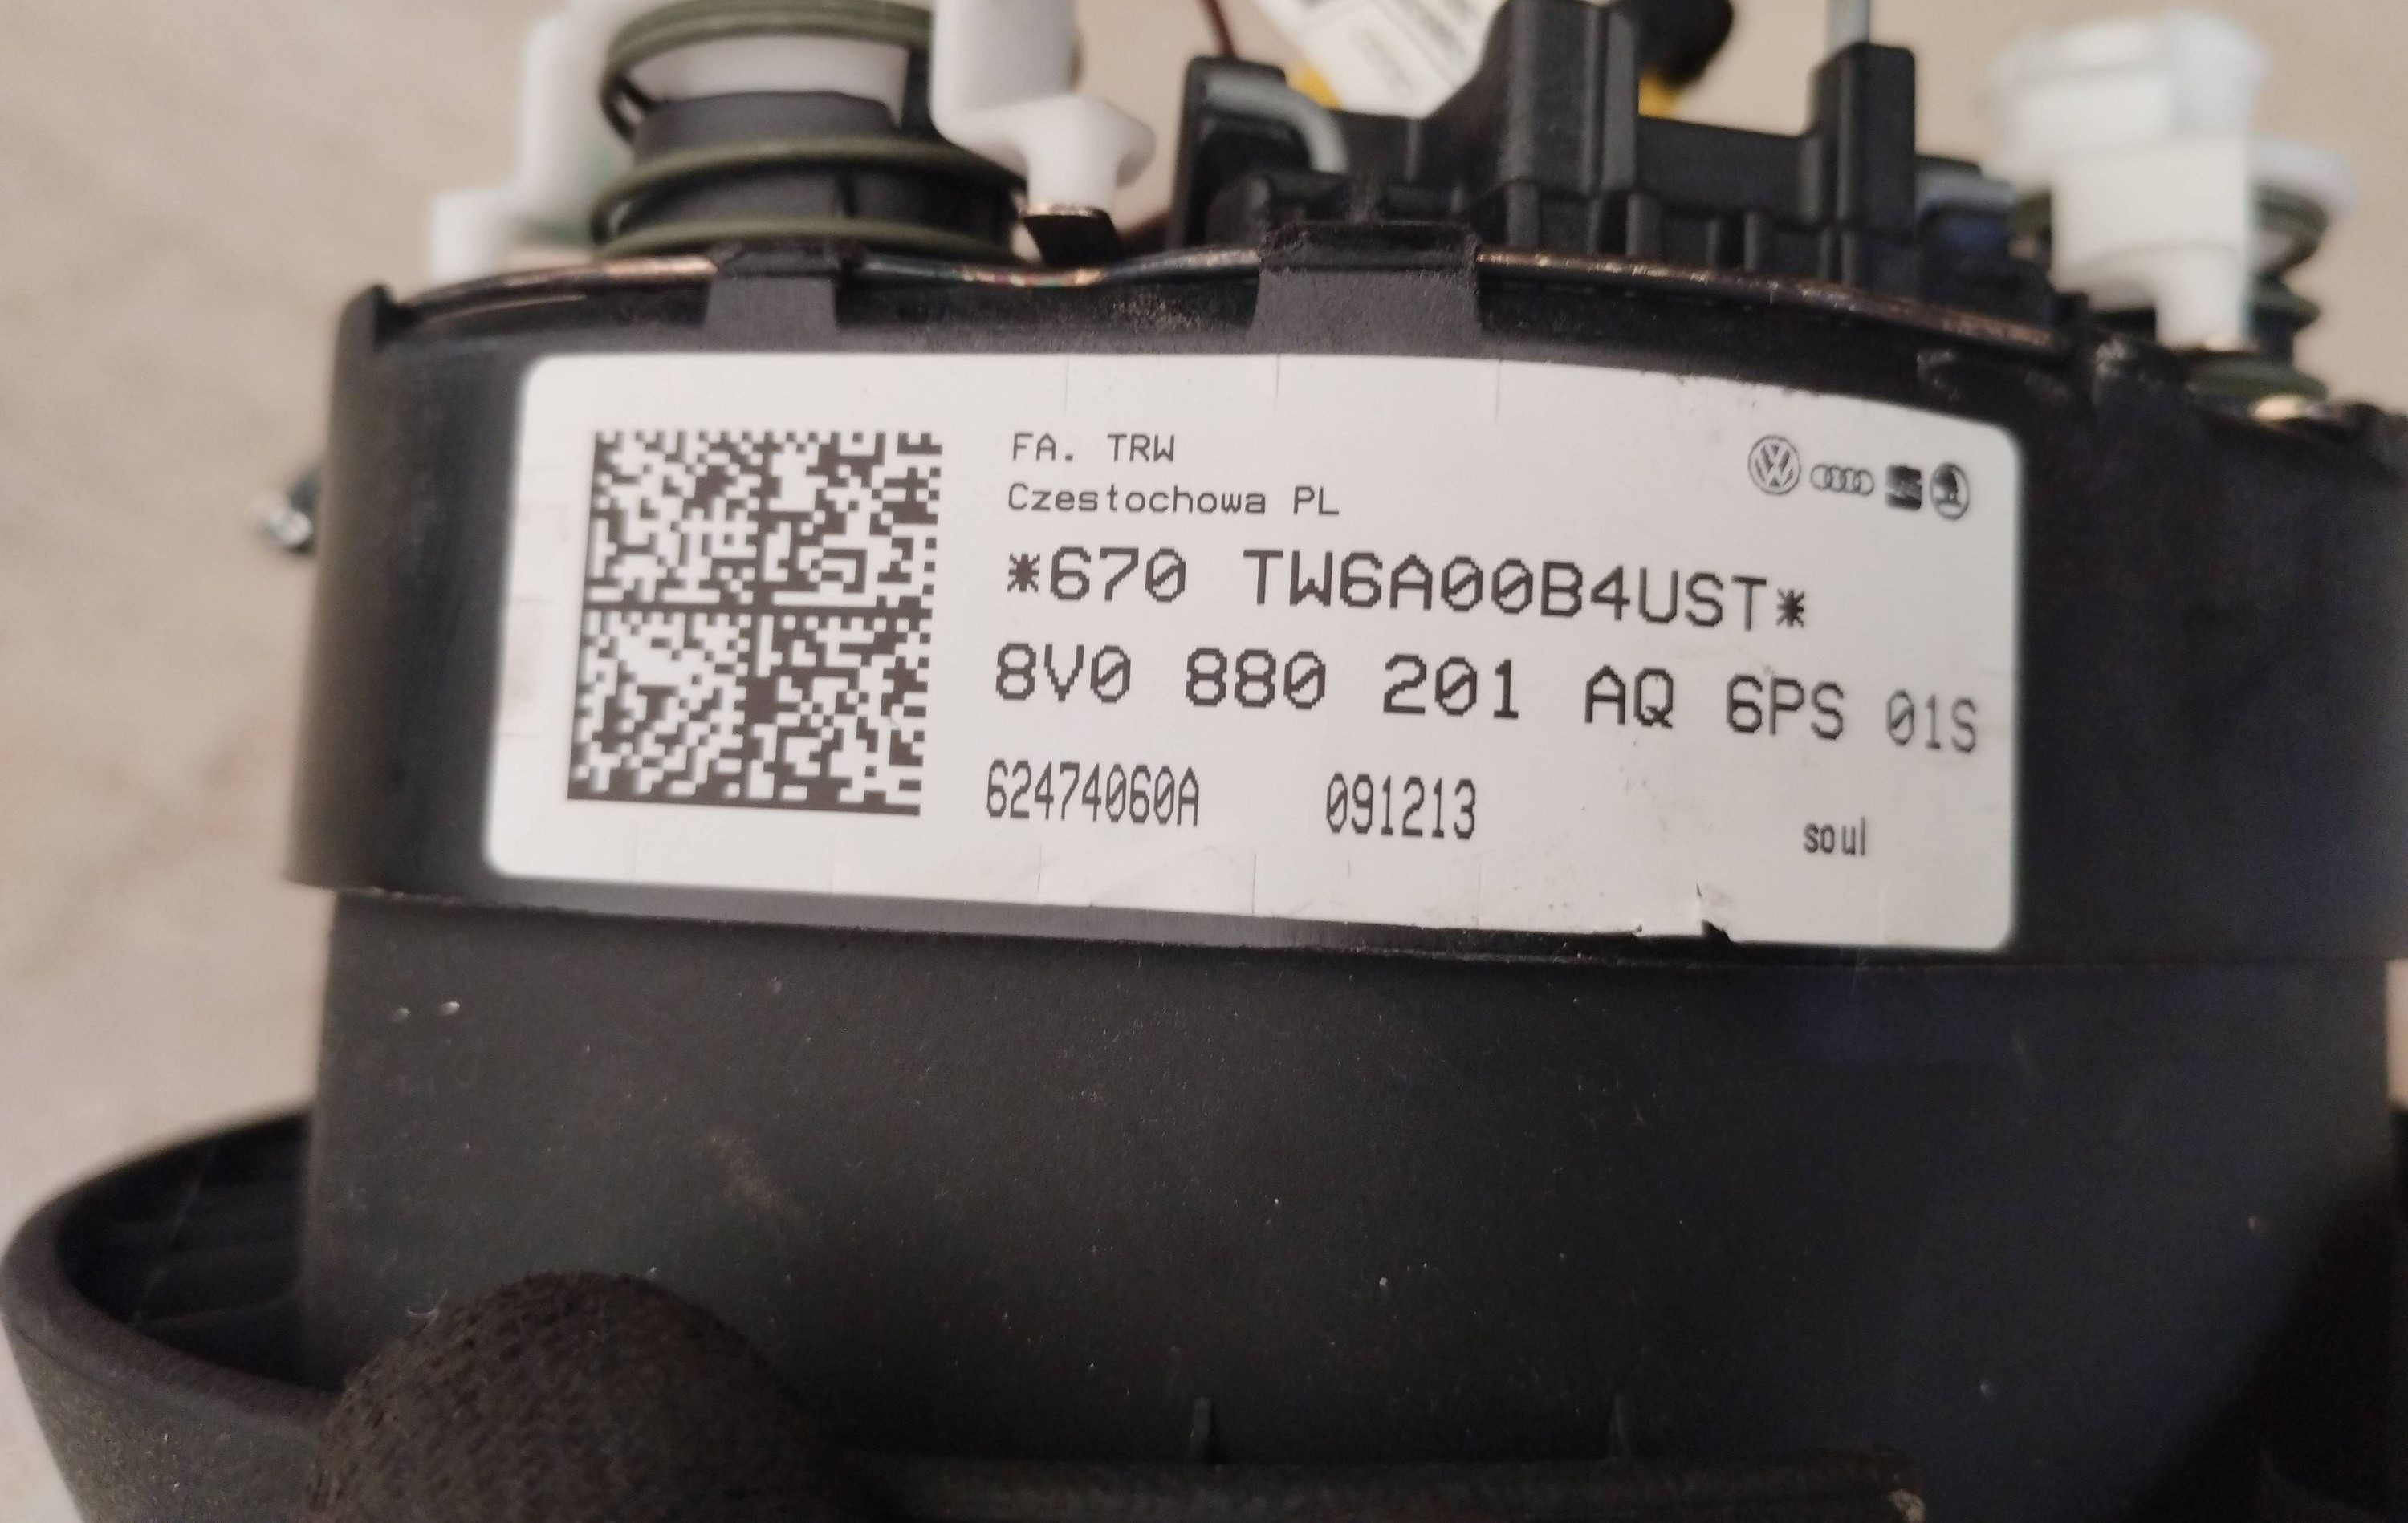 FA. TRW
Czestochowa PL
*670 TW6A00B4UST*
8V0 880 201 AQ 6PS 01S
62474060A 091213
soul